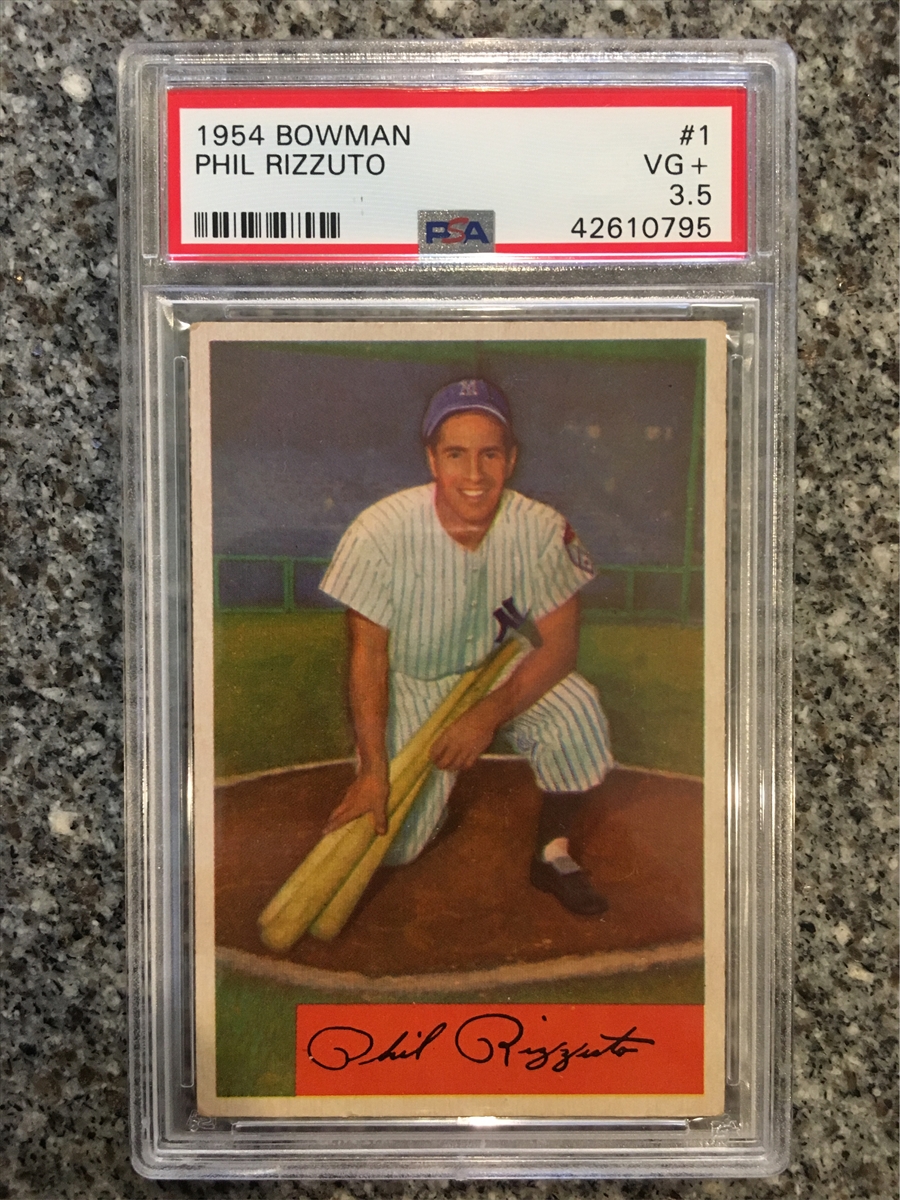 1954 BOWMAN #1
PHIL RIZZUTO VG+
3.5
PSA 42610795
Phil Rizzuto